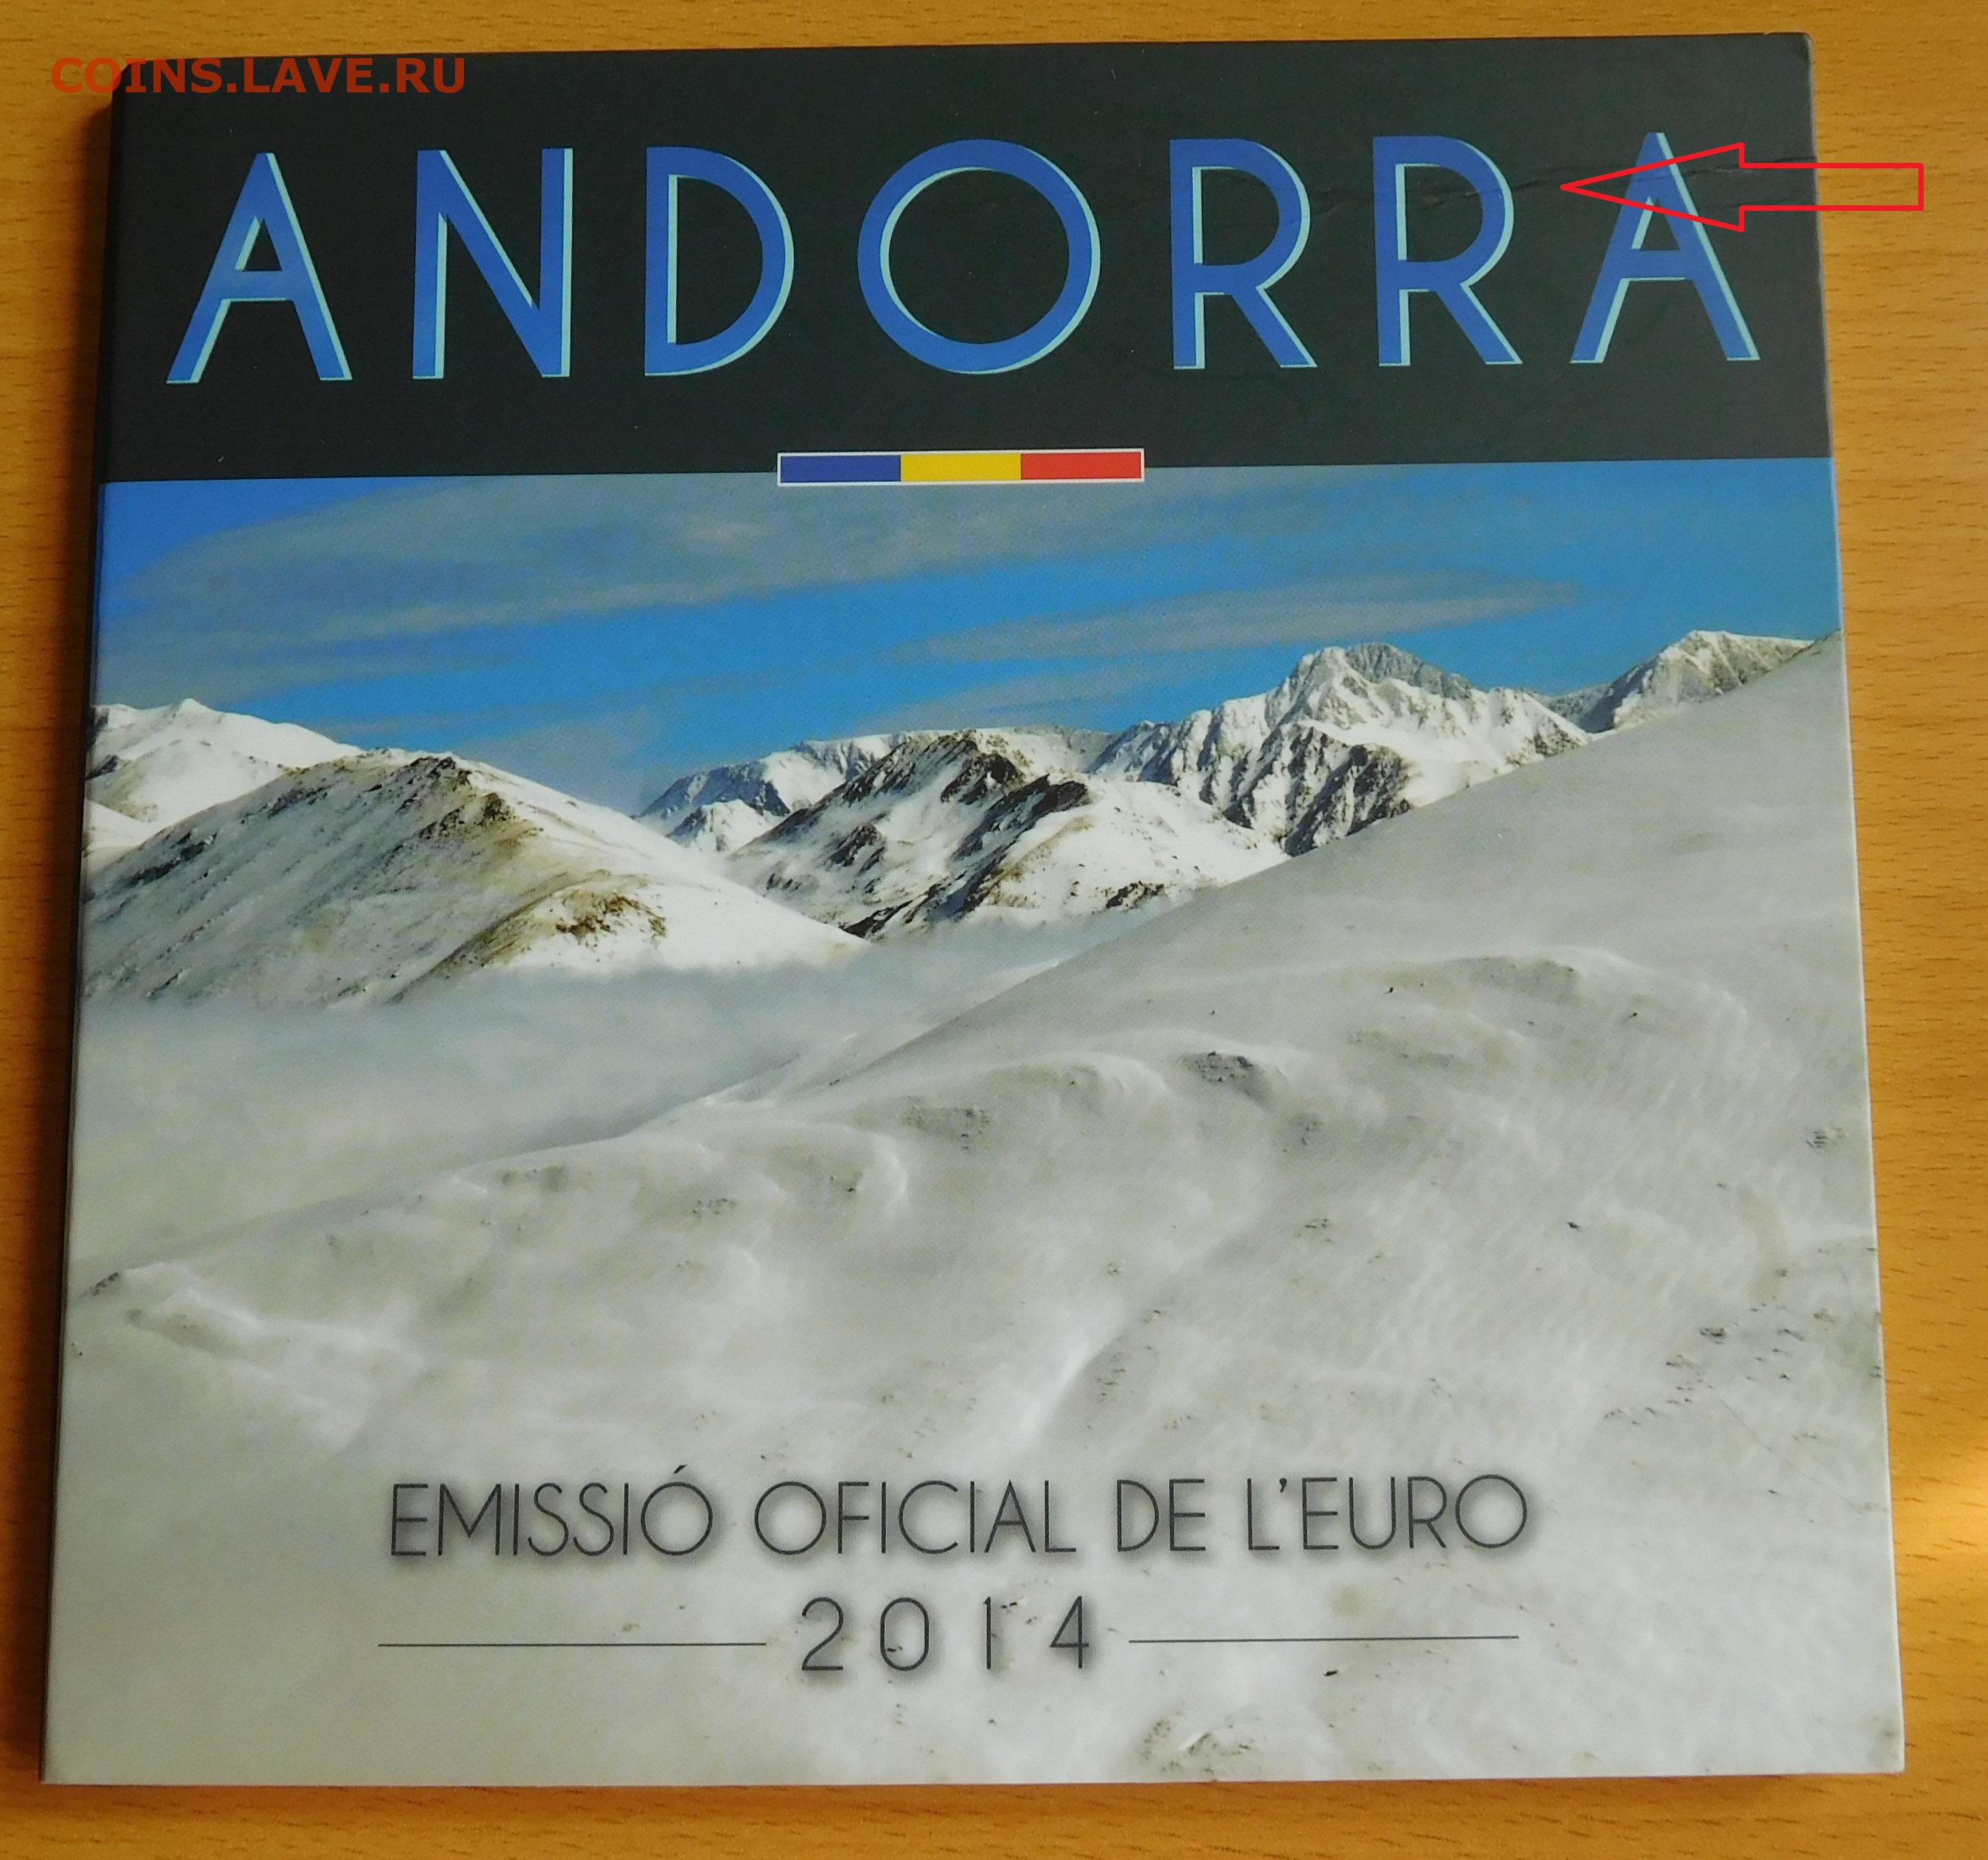 COINS.LAVE.RU
ANDORRA
EMISSIÓ OFICIAL DE L'EURO
2014